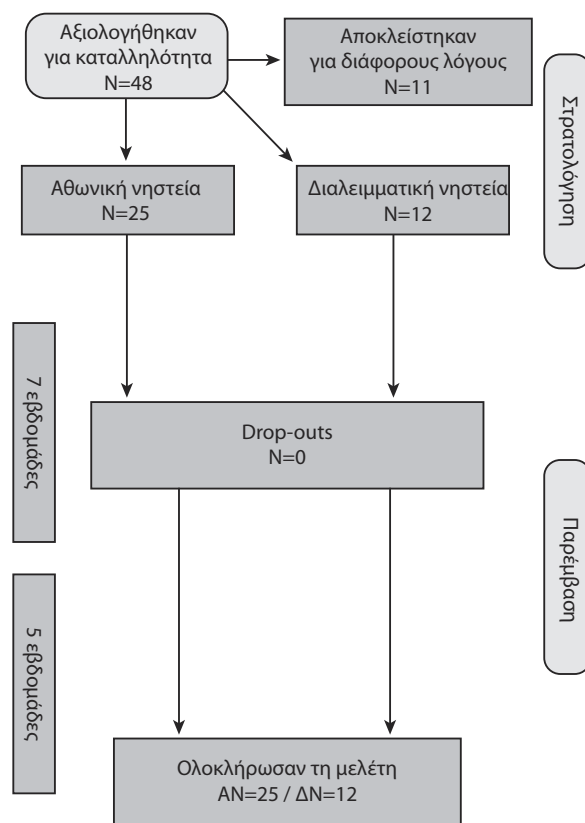 Αξιολογήθηκαν
για καταλληλότητα
N=48
Αποκλείστηκαν
για διάφορους λόγους
N=11
Στρατολόγηση
Αθωνική νηστεία
N=25
Διαλειμματική νηστεία
N=12
7 εβδομάδες
Drop-outs
N=0
Παρέμβαση
5 εβδομάδες
Ολοκλήρωσαν τη μελέτη
ΑΝ=25 / ΔΝ=12